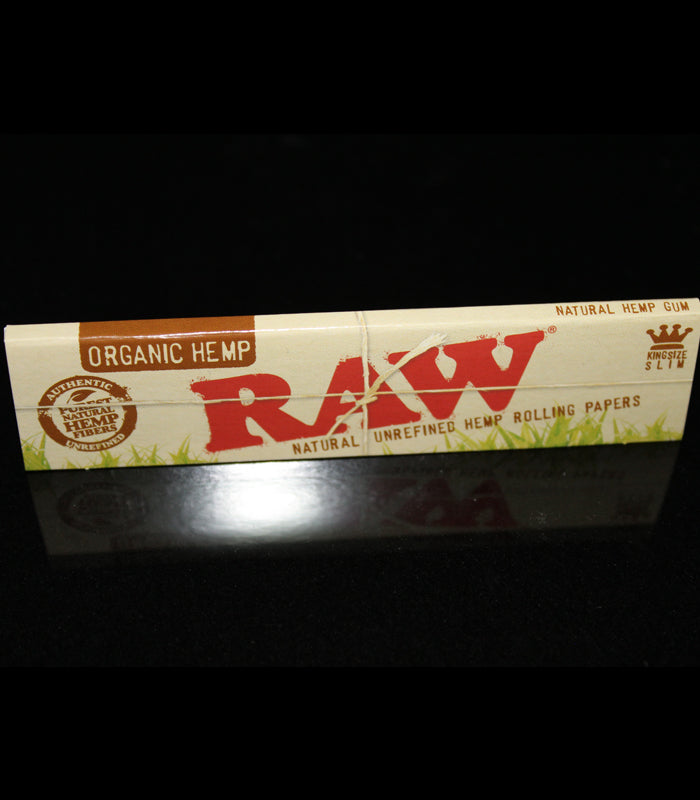 NATURAL HEMP GUM
ORGANIC HEMP
RAW®
KING SIZE
SLIM
AUTHENTIC
PUREST
NATURAL
HEMP
FIBERS
UNREFINED
NATURAL UNREFINED HEMP ROLLING PAPERS